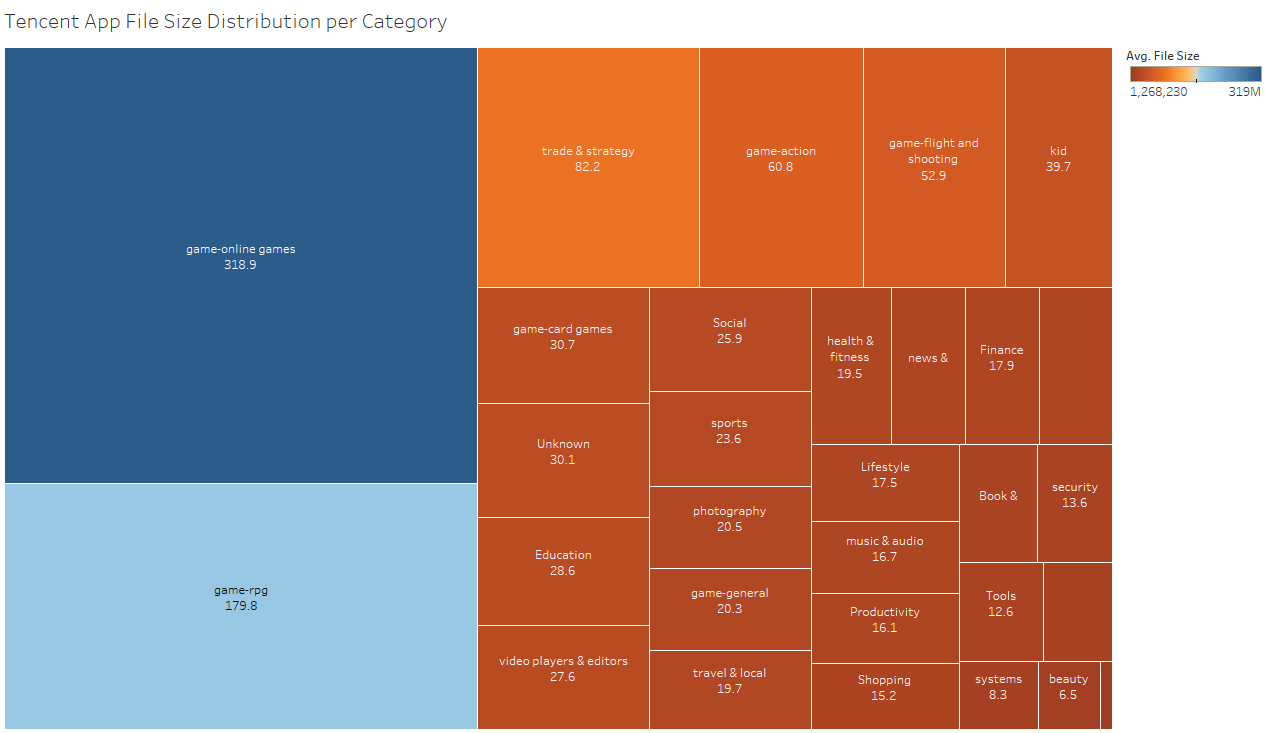 Tencent App File Size Distribution per Category
Avg. File Size
1,268,230 319M
game-online games
318.9
game-rpg
179.8
trade & strategy
82.2
game-action
60.8
game-flight and
shooting
52.9
kid
39.7
game-card games
30.7
Unknown
30.1
Education
28.6
video players & editors
27.6
Social
25.9
sports
23.6
photography
20.5
game-general
20.3
travel & local
19.7
health &
fitness
19.5
news &
Finance
17.9
Lifestyle
17.5
music & audio
16.7
Productivity
16.1
Shopping
15.2
Book &
security
13.6
Tools
12.6
systems
8.3
beauty
6.5